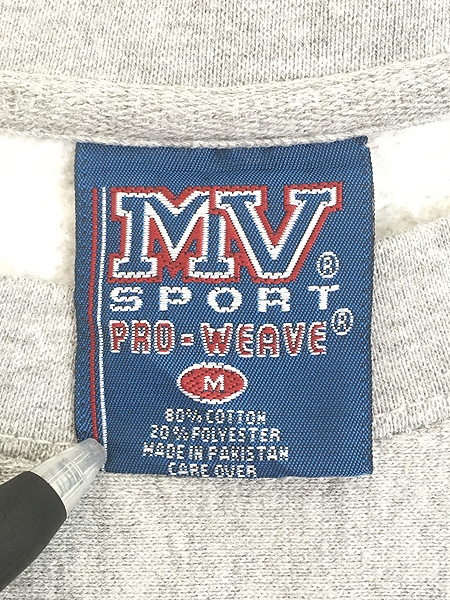 MV®
SPORT
PRO-WEAVE®
M
80% COTTON
20% POLYESTER
MADE IN PAKISTAN
CARE OVER